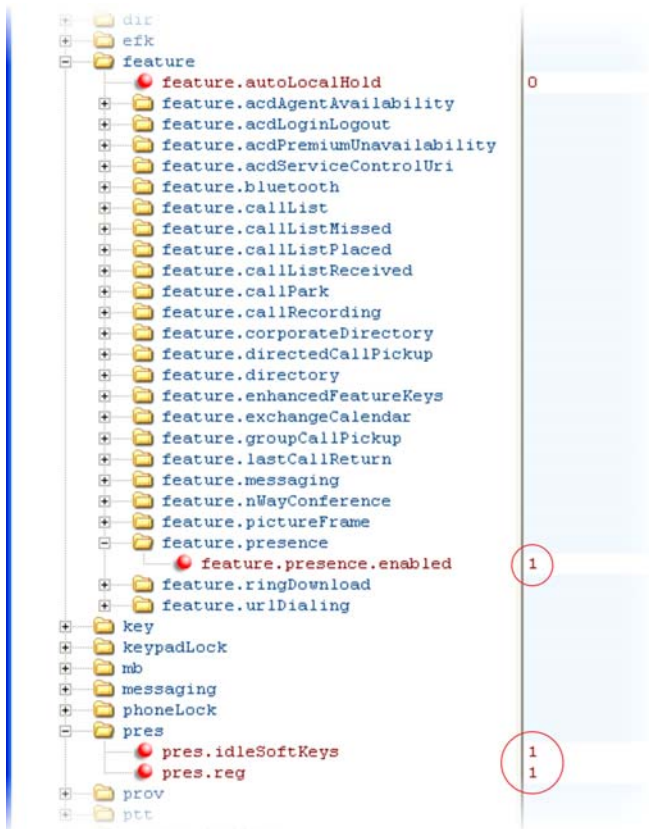 dir
efk
feature
feature.autoLocalHold 0
feature.acdAgentAvailability
feature.acdLoginLogout
feature.acdPremiumUnavailability
feature.acdServiceControlUri
feature.bluetooth
feature.callList
feature.callListMissed
feature.callListPlaced
feature.callListReceived
feature.callPark
feature.callRecording
feature.corporateDirectory
feature.directedCallPickup
feature.directory
feature.enhancedFeatureKeys
feature.exchangeCalendar
feature.groupCallPickup
feature.lastCallReturn
feature.messaging
feature.nWayConference
feature.pictureFrame
feature.presence
feature.presence.enabled 1
feature.ringDownload
feature.urlDialing
key
keypadLock
mb
messaging
phoneLock
pres
pres.idleSoftKeys 1
pres.reg 1
prov
ptt